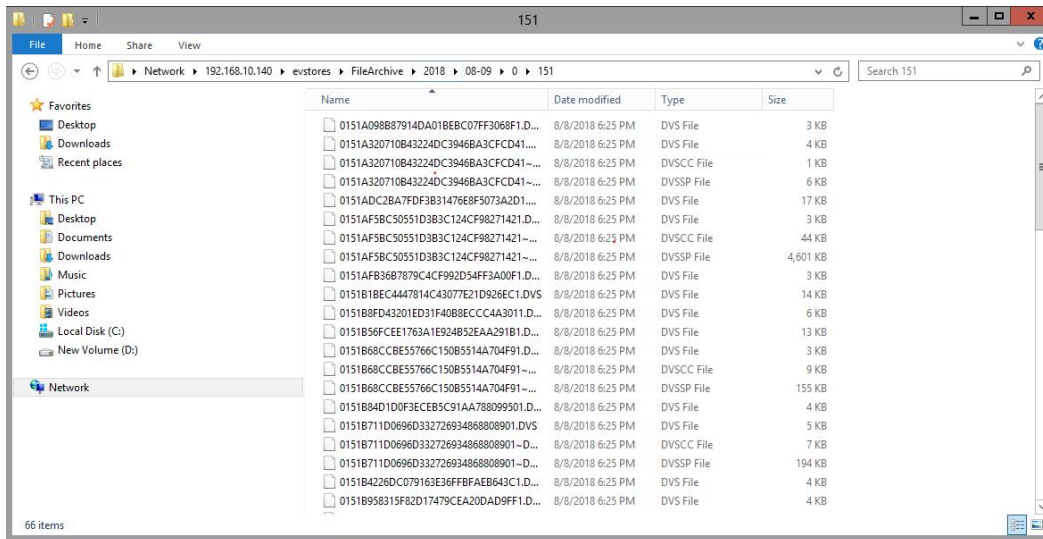 151
File Home Share View
Network 192.168.10.140 evstores FileArchive 2018 08-09 0 151
Search 151
Favorites
Desktop
Downloads
Recent places
This PC
Desktop
Documents
Downloads
Music
Pictures
Videos
Local Disk (C:)
New Volume (D:)
Network
Name Date modified Type Size
0151A098B87914DA01BEBC07FF3068F1.D... 8/8/2018 6:25 PM DVS File 3 KB
0151A320710B43224DC3946BA3CFCD41.... 8/8/2018 6:25 PM DVS File 4 KB
0151A320710B43224DC3946BA3CFCD41~... 8/8/2018 6:25 PM DVSCC File 1 KB
0151A320710B43224DC3946BA3CFCD41~... 8/8/2018 6:25 PM DVSSP File 6 KB
0151ADC2BA7FDF3B31476E8F5073A2D1.... 8/8/2018 6:25 PM DVS File 17 KB
0151AF5BC50551D3B3C124CF98271421.D... 8/8/2018 6:25 PM DVS File 3 KB
0151AF5BC50551D3B3C124CF98271421~... 8/8/2018 6:25 PM DVSCC File 44 KB
0151AF5BC50551D3B3C124CF98271421~... 8/8/2018 6:25 PM DVSSP File 4,601 KB
0151AFB36B7879C4CF992D54FF3A00F1.D... 8/8/2018 6:25 PM DVS File 3 KB
0151B1BEC4447814C43077E21D926EC1.DVS 8/8/2018 6:25 PM DVS File 14 KB
0151B8FD43201ED31F40B8ECCC4A3011.D... 8/8/2018 6:25 PM DVS File 6 KB
0151B56FCEE1763A1E924B52EAA291B1.D... 8/8/2018 6:25 PM DVS File 13 KB
0151B68CCBE55766C150B5514A704F91.D... 8/8/2018 6:25 PM DVS File 3 KB
0151B68CCBE55766C150B5514A704F91~... 8/8/2018 6:25 PM DVSCC File 9 KB
0151B68CCBE55766C150B5514A704F91~... 8/8/2018 6:25 PM DVSSP File 155 KB
0151B84D1D0F3ECEB5C91AA788099501.D... 8/8/2018 6:25 PM DVS File 4 KB
0151B711D0696D332726934868808901.DVS 8/8/2018 6:25 PM DVS File 5 KB
0151B711D0696D332726934868808901~D... 8/8/2018 6:25 PM DVSCC File 7 KB
0151B711D0696D332726934868808901~D... 8/8/2018 6:25 PM DVSSP File 194 KB
0151B4226DC079163E36FFBFAEB643C1.D... 8/8/2018 6:25 PM DVS File 4 KB
0151B958315F82D17479CEA20DAD9FF1.D... 8/8/2018 6:25 PM DVS File 4 KB
66 items